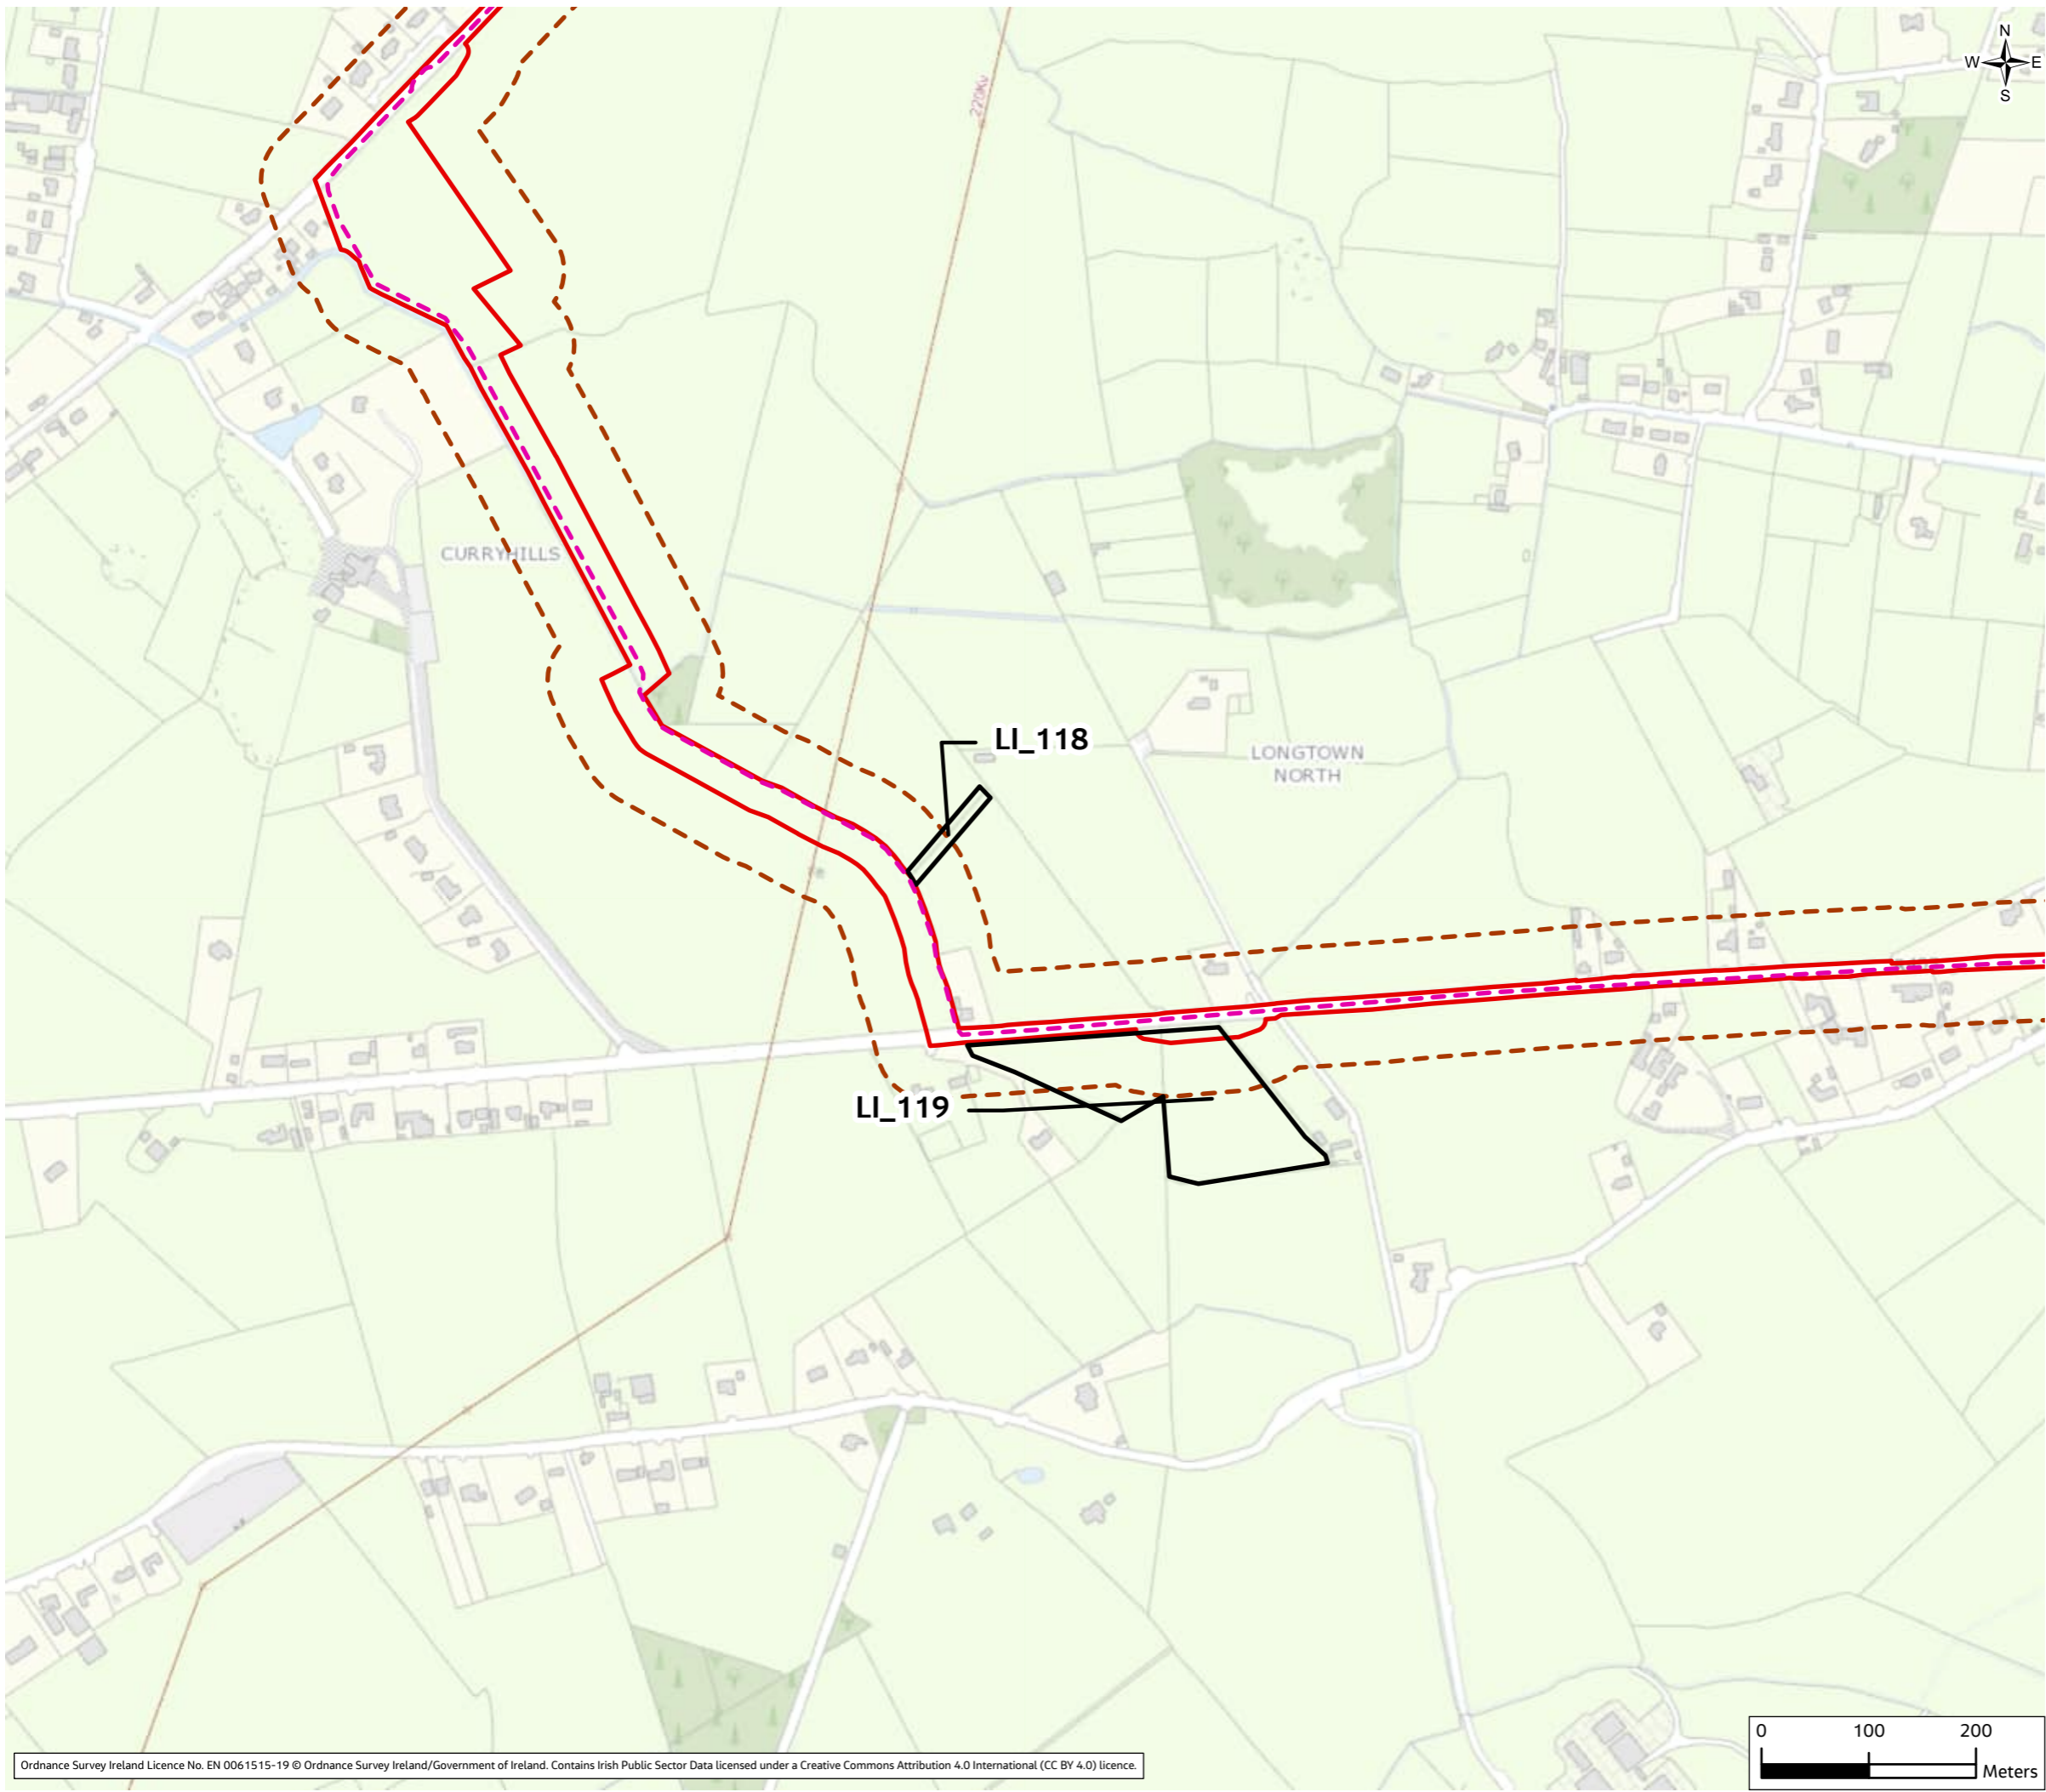 N
W E
S
220Kv
CURRYHILLS
LI_118
LONGTOWN
NORTH
LI_119
0 100 200
Meters
Ordnance Survey Ireland Licence No. EN 0061515-19 © Ordnance Survey Ireland/Government of Ireland. Contains Irish Public Sector Data licensed under a Creative Commons Attribution 4.0 International (CC BY 4.0) licence.